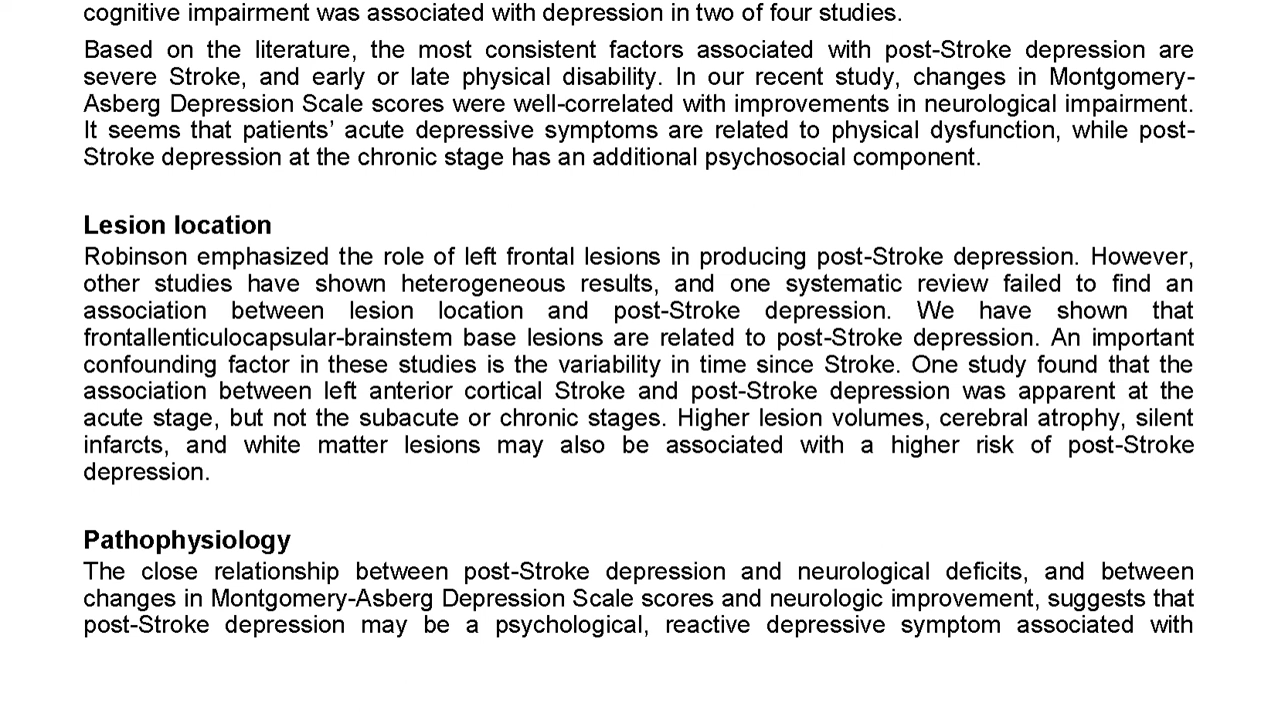 cognitive impairment was associated with depression in two of four studies.
Based on the literature, the most consistent factors associated with post-Stroke depression are
severe Stroke, and early or late physical disability. In our recent study, changes in Montgomery-
Asberg Depression Scale scores were well-correlated with improvements in neurological impairment.
It seems that patients’ acute depressive symptoms are related to physical dysfunction, while post-
Stroke depression at the chronic stage has an additional psychosocial component.
Lesion location
Robinson emphasized the role of left frontal lesions in producing post-Stroke depression. However,
other studies have shown heterogeneous results, and one systematic review failed to find an
association between lesion location and post-Stroke depression. We have shown that
frontallenticulocapsular-brainstem base lesions are related to post-Stroke depression. An important
confounding factor in these studies is the variability in time since Stroke. One study found that the
association between left anterior cortical Stroke and post-Stroke depression was apparent at the
acute stage, but not the subacute or chronic stages. Higher lesion volumes, cerebral atrophy, silent
infarcts, and white matter lesions may also be associated with a higher risk of post-Stroke
depression.
Pathophysiology
The close relationship between post-Stroke depression and neurological deficits, and between
changes in Montgomery-Asberg Depression Scale scores and neurologic improvement, suggests that
post-Stroke depression may be a psychological, reactive depressive symptom associated with